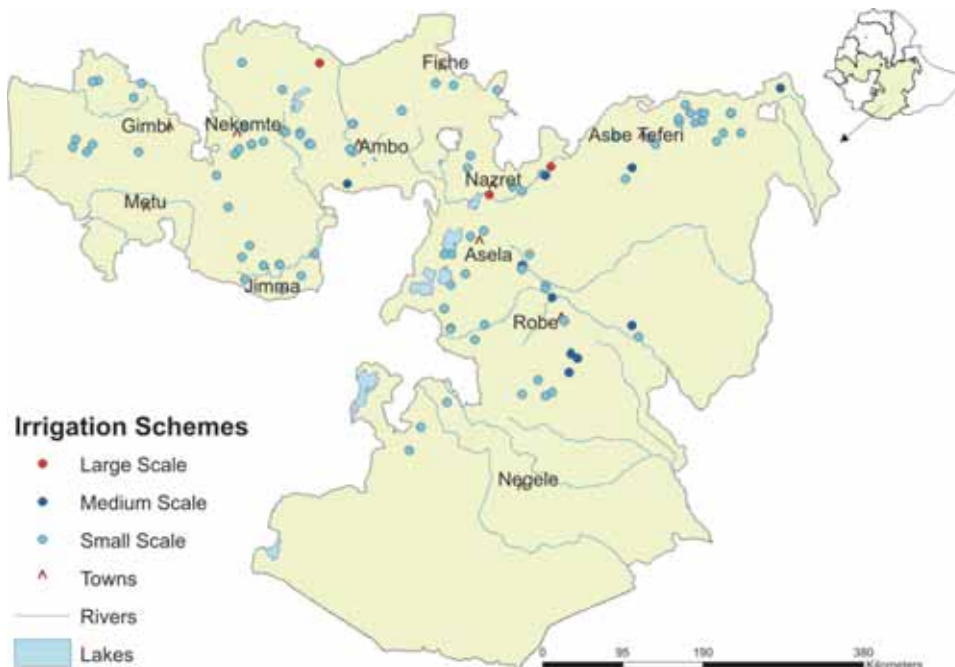 Fiche
Gimbi
Nekemte
Ambo
Asbe Teferi
Nazret
Metu
Asela
Jimma
Robe
Negele
Irrigation Schemes
Large Scale
Medium Scale
Small Scale
Towns
Rivers
Lakes
0 95 190 380
Kilometers